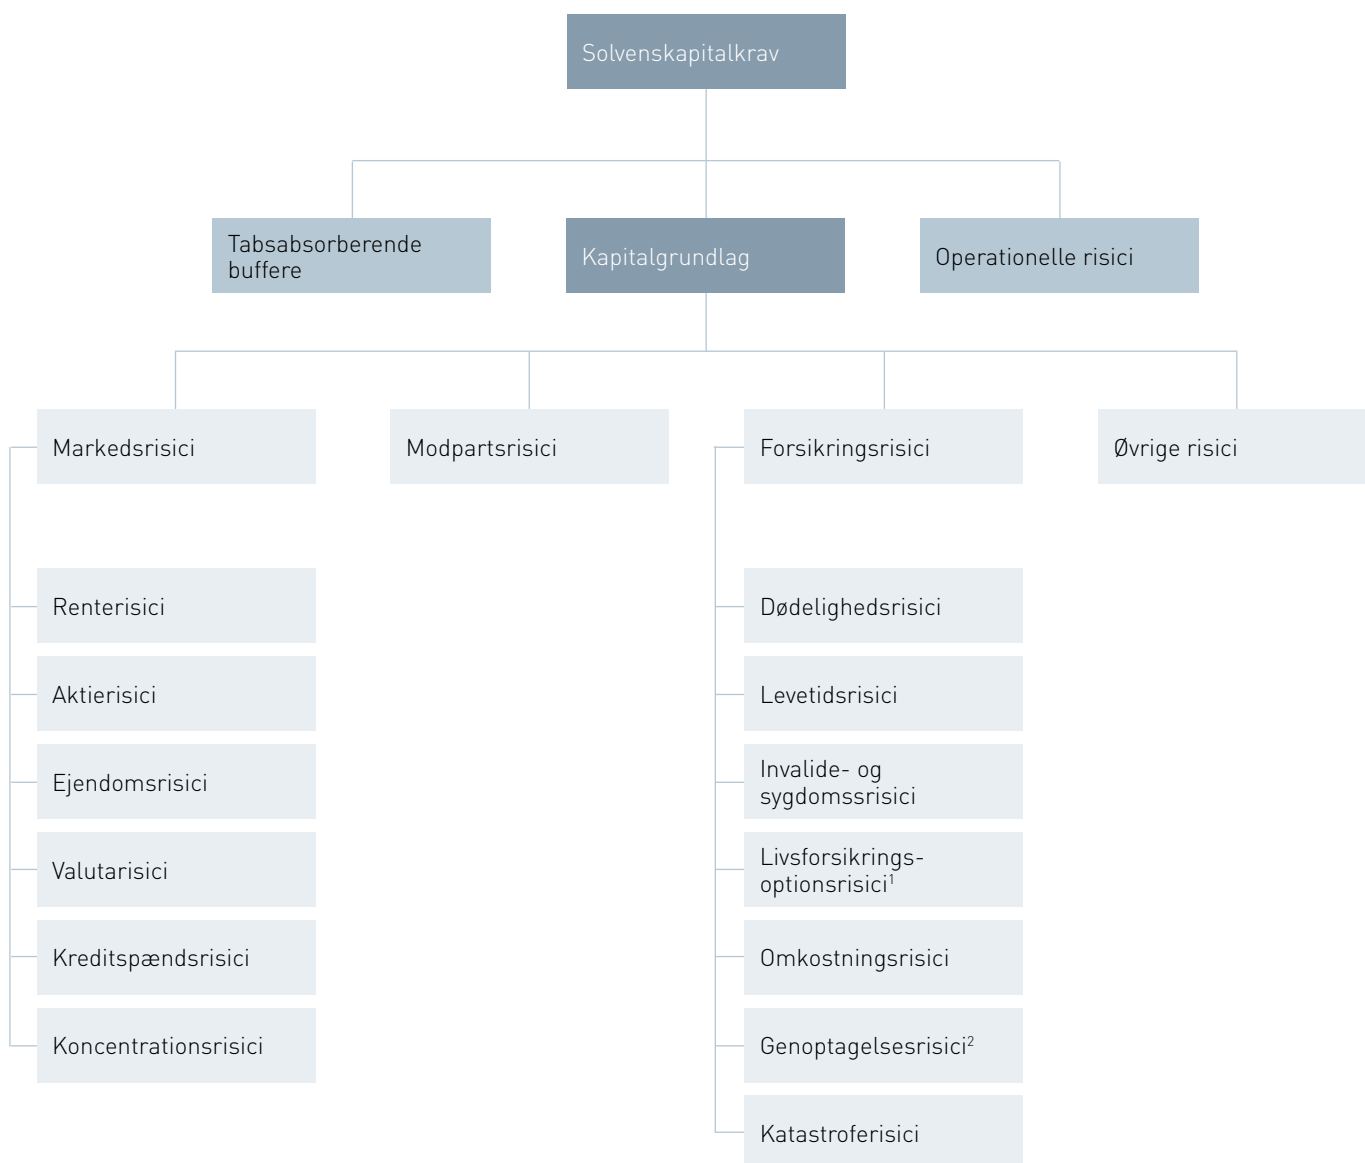 Solvenskapitalkrav
Tabsabsorberende
buffere
Kapitalgrundlag
Operationelle risici
Markedsrisici
Modpartsrisici
Forsikringsrisici
Øvrige risici
Renterisici
Aktierisici
Ejendomsrisici
Valutarisici
Kreditspændsrisici
Koncentrationsrisici
Dødelighedsrisici
Levetidsrisici
Invalide- og
sygdomssrisici
Livsforsikrings-
optionsrisici¹
Omkostningsrisici
Genoptagelsesrisici²
Katastroferisici